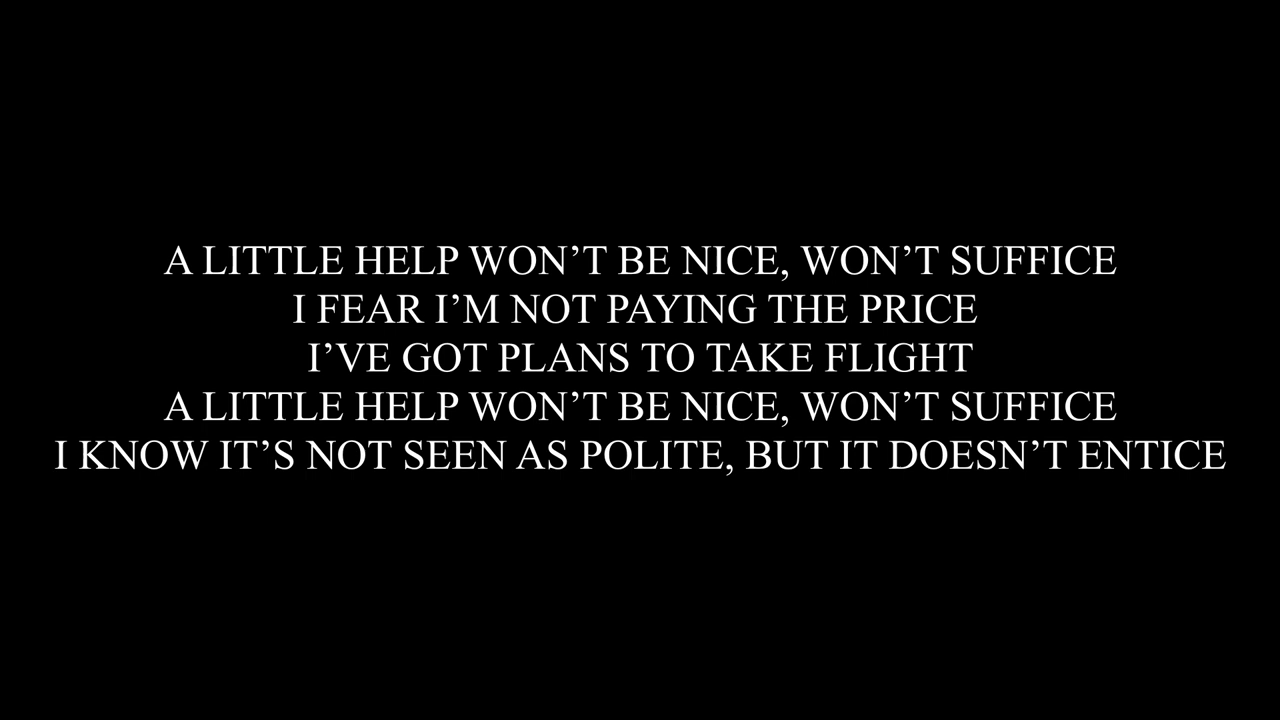 A LITTLE HELP WON’T BE NICE, WON’T SUFFICE
I FEAR I’M NOT PAYING THE PRICE
I’VE GOT PLANS TO TAKE FLIGHT
A LITTLE HELP WON’T BE NICE, WON’T SUFFICE
I KNOW IT’S NOT SEEN AS POLITE, BUT IT DOESN’T ENTICE